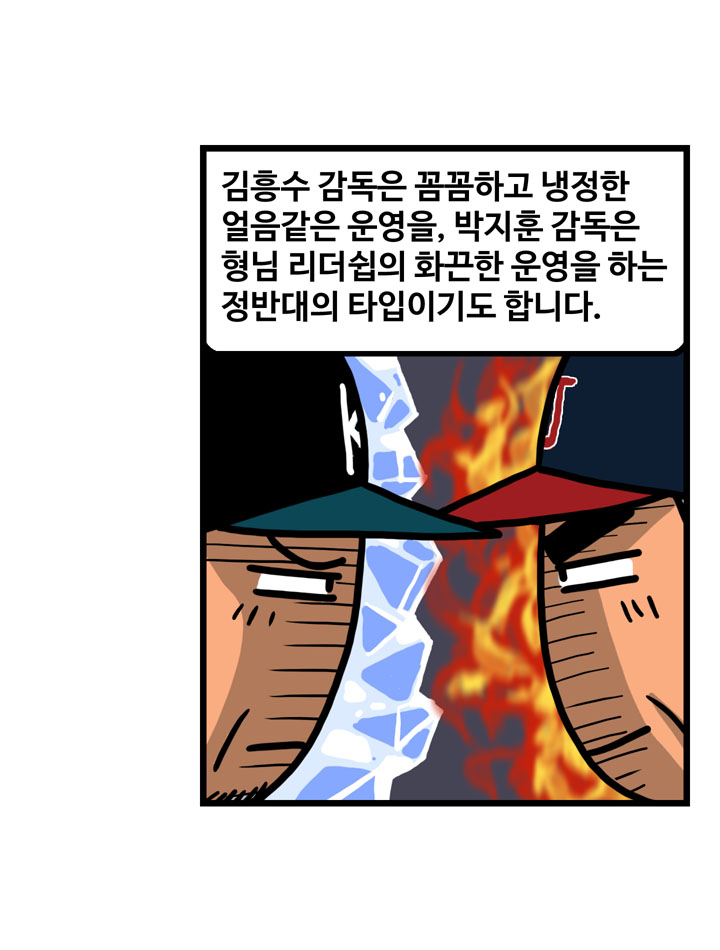 김흥수 감독은 꼼꼼하고 냉정한
얼음같은 운영을, 박지훈 감독은
형님 리더쉽의 화끈한 운영을 하는
정반대의 타입이기도 합니다.